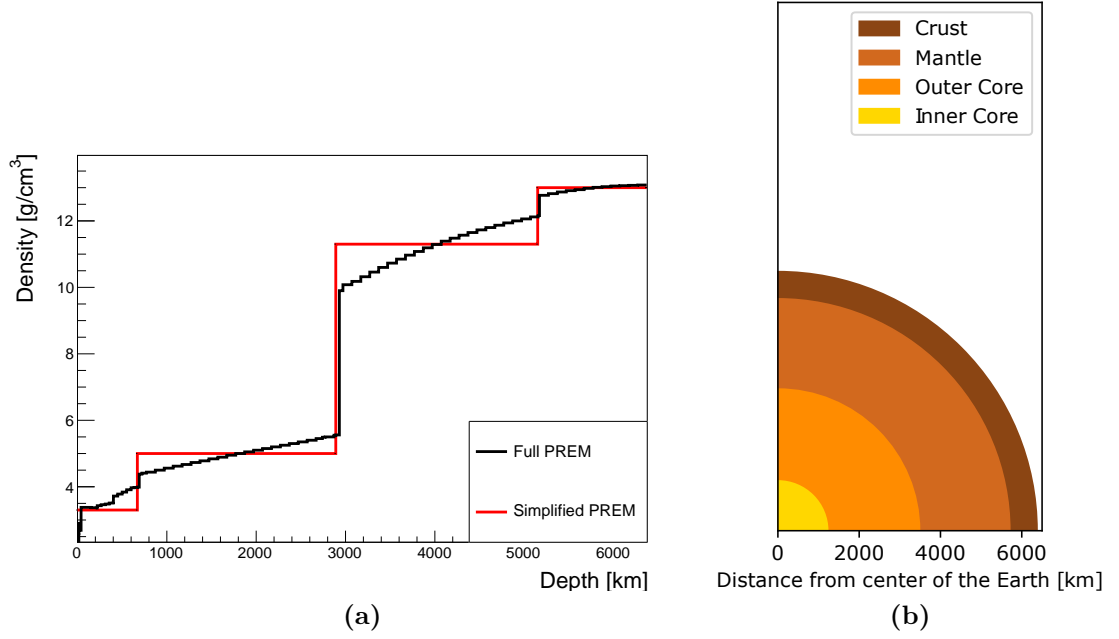 Density [g/cm³]
12
10
8
6
4
0
1000
2000
3000
4000
5000
6000
Depth [km]
Full PREM
Simplified PREM
(a)
Crust
Mantle
Outer Core
Inner Core
0
2000
4000
6000
Distance from center of the Earth [km]
(b)